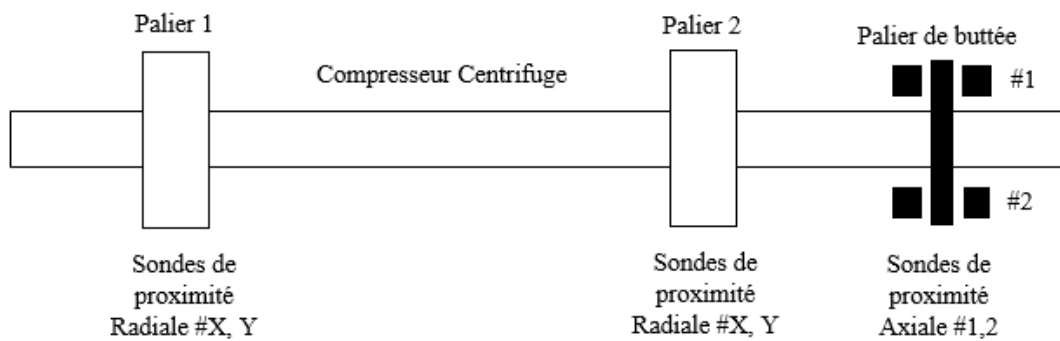 Palier 1
Palier 2
Palier de buttée
Compresseur Centrifuge
#1
#2
Sondes de
proximité
Radiale #X, Y
Sondes de
proximité
Radiale #X, Y
Sondes de
proximité
Axiale #1,2